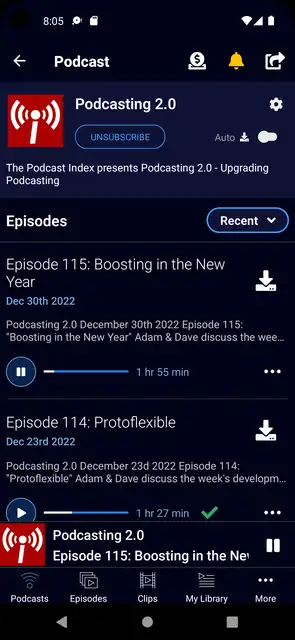 8:05
Podcast
Podcasting 2.0
UNSUBSCRIBE
Auto
The Podcast Index presents Podcasting 2.0 - Upgrading
Podcasting
Episodes
Recent
Episode 115: Boosting in the New
Year
Dec 30th 2022
Podcasting 2.0 December 30th 2022 Episode 115:
"Boosting in the New Year" Adam & Dave discuss the wee...
1 hr 55 min
Episode 114: Protoflexible
Dec 23rd 2022
Podcasting 2.0 December 23d 2022 Episode 114:
"Protoflexible" Adam & Dave discuss the week's developm...
1 hr 27 min
Podcasting 2.0
Episode 115: Boosting in the Nev
Podcasts
Episodes
Clips
My Library
More